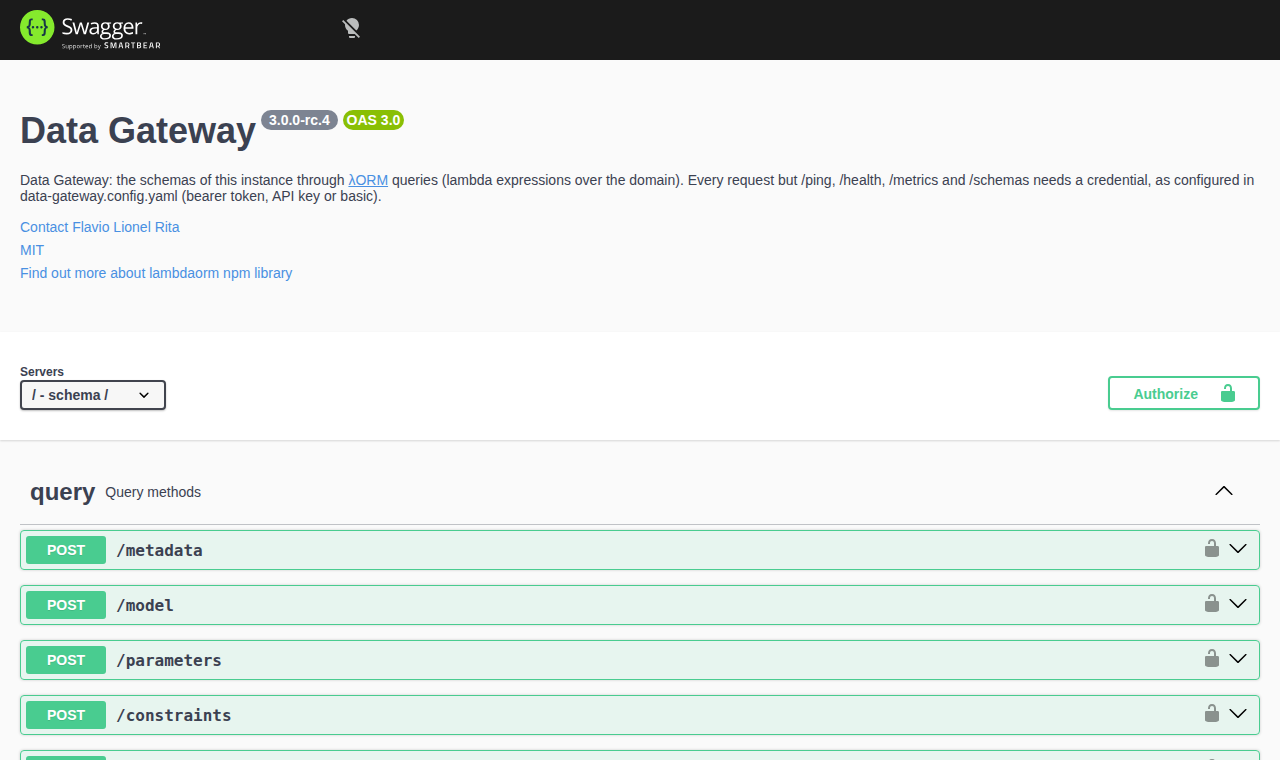 Swagger
Supported by SMARTBEAR
Data Gateway 3.0.0-rc.4 OAS 3.0
Data Gateway: the schemas of this instance through λORM queries (lambda expressions over the domain). Every request but /ping, /health, /metrics and /schemas needs a credential, as configured in
data-gateway.config.yaml (bearer token, API key or basic).
Contact Flavio Lionel Rita
MIT
Find out more about lambdaorm npm library
Servers
/ - schema /
Authorize
query Query methods
POST /metadata
POST /model
POST /parameters
POST /constraints